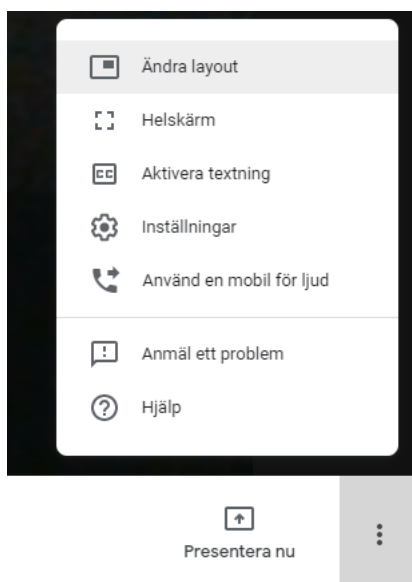 Ändra layout
Helskärm
Aktivera textning
Inställningar
Använd en mobil för ljud
Anmäl ett problem
Hjälp
Presentera nu